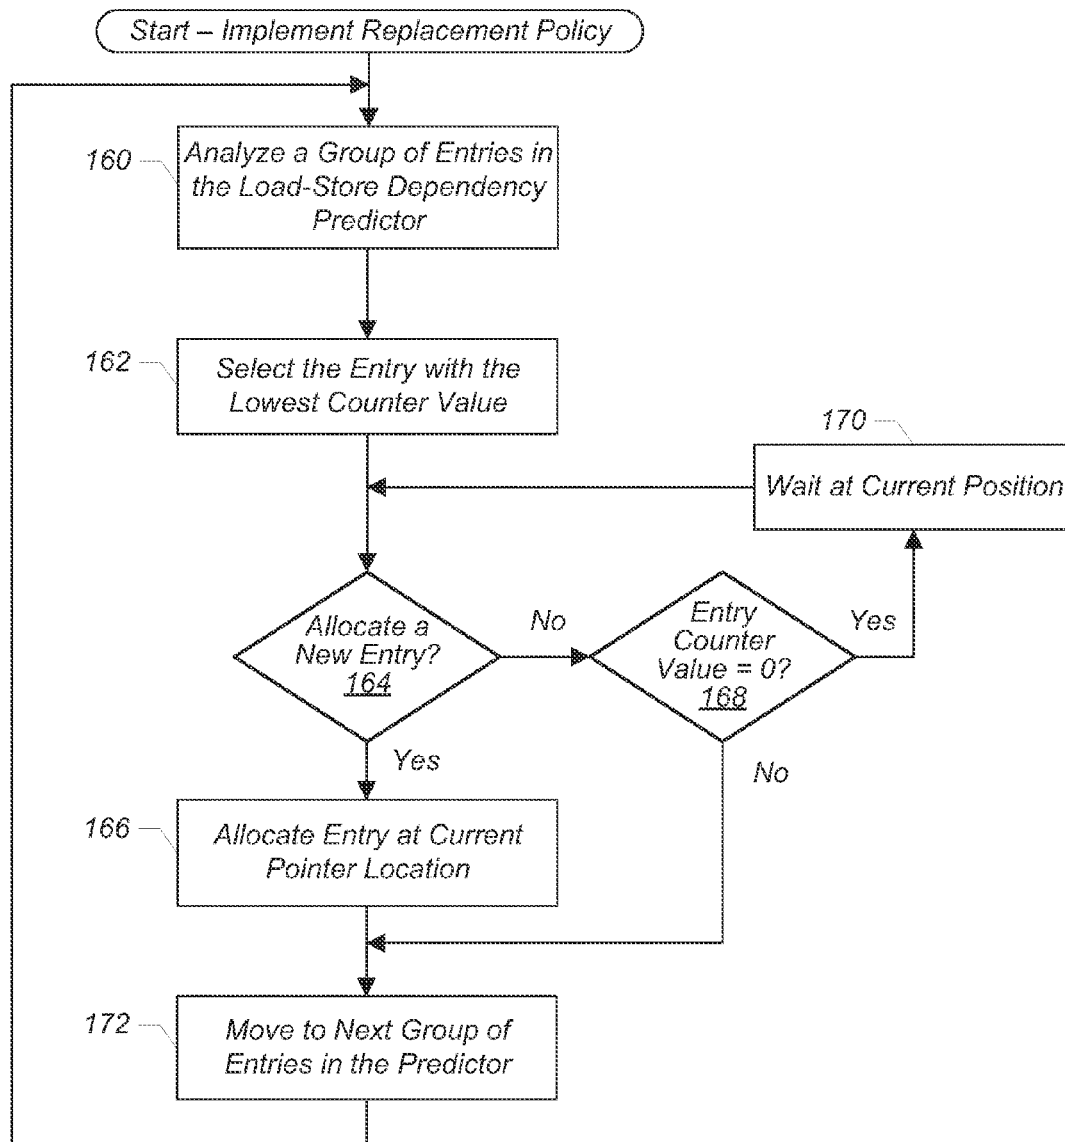 Start – Implement Replacement Policy
160
Analyze a Group of Entries in
the Load-Store Dependency
Predictor
162
Select the Entry with the
Lowest Counter Value
170
Wait at Current Position
Allocate a
New Entry?
164
No
Entry
Counter
Value = 0?
168
Yes
Yes
No
166
Allocate Entry at Current
Pointer Location
172
Move to Next Group of
Entries in the Predictor